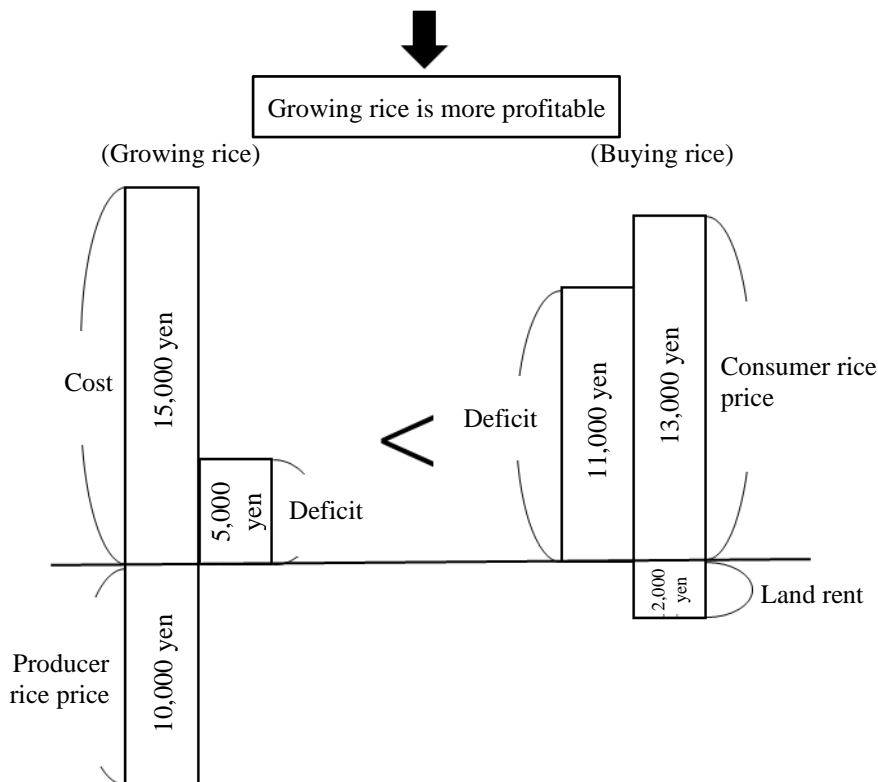 Growing rice is more profitable
(Growing rice)
(Buying rice)
Cost
15,000 yen
5,000
yen
Deficit
<
Deficit
11,000 yen
13,000 yen
Consumer rice
price
2,000
yen
Land rent
Producer
rice price
10,000 yen